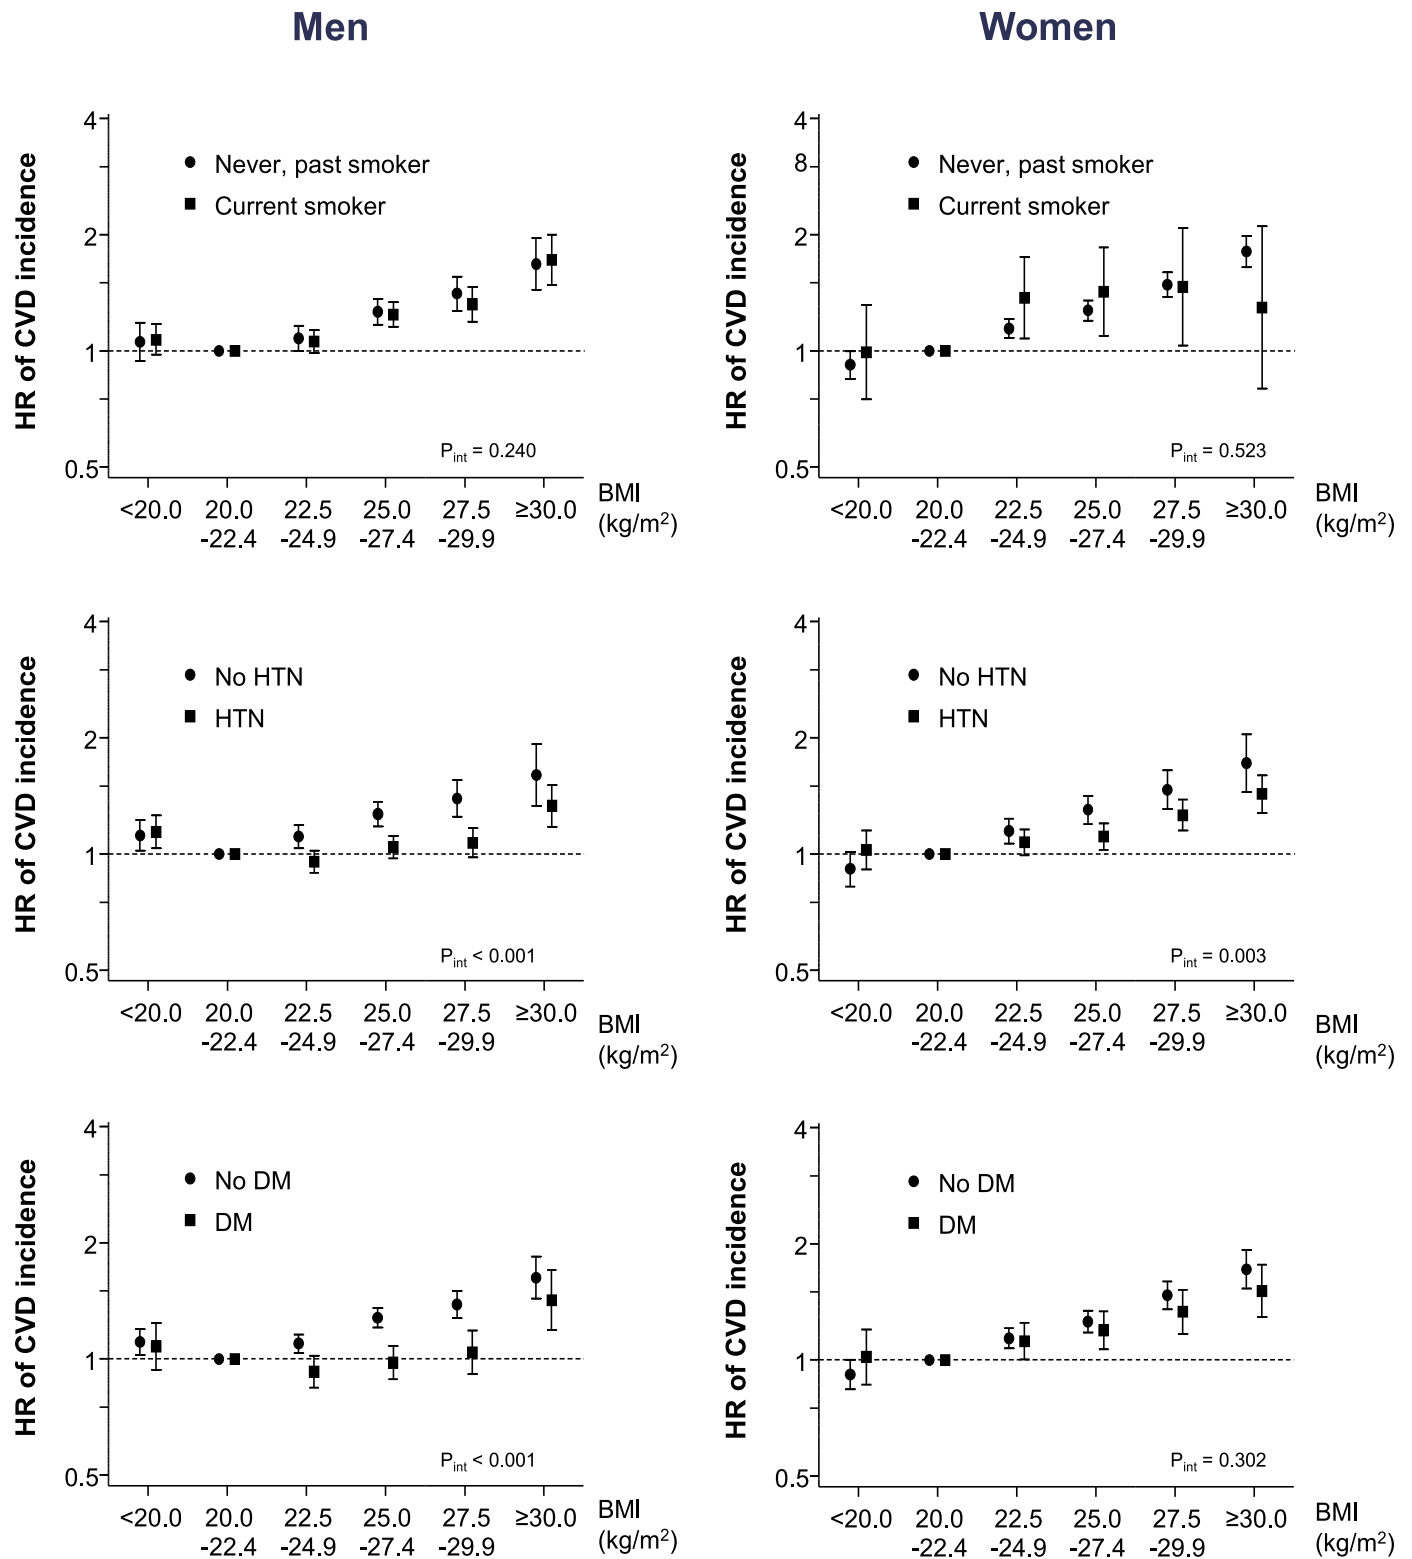 Men
Women
HR of CVD incidence
4
2
1
0.5
Never, past smoker
Current smoker
P_int = 0.240
<20.0 20.0 22.5 25.0 27.5 ≥30.0
-22.4 -24.9 -27.4 -29.9
BMI
(kg/m²)
HR of CVD incidence
4
8
2
1
0.5
Never, past smoker
Current smoker
P_int = 0.523
<20.0 20.0 22.5 25.0 27.5 ≥30.0
-22.4 -24.9 -27.4 -29.9
BMI
(kg/m²)
HR of CVD incidence
4
2
1
0.5
No HTN
HTN
P_int < 0.001
<20.0 20.0 22.5 25.0 27.5 ≥30.0
-22.4 -24.9 -27.4 -29.9
BMI
(kg/m²)
HR of CVD incidence
4
2
1
0.5
No HTN
HTN
P_int = 0.003
<20.0 20.0 22.5 25.0 27.5 ≥30.0
-22.4 -24.9 -27.4 -29.9
BMI
(kg/m²)
HR of CVD incidence
4
2
1
0.5
No DM
DM
P_int < 0.001
<20.0 20.0 22.5 25.0 27.5 ≥30.0
-22.4 -24.9 -27.4 -29.9
BMI
(kg/m²)
HR of CVD incidence
4
2
1
0.5
No DM
DM
P_int = 0.302
<20.0 20.0 22.5 25.0 27.5 ≥30.0
-22.4 -24.9 -27.4 -29.9
BMI
(kg/m²)